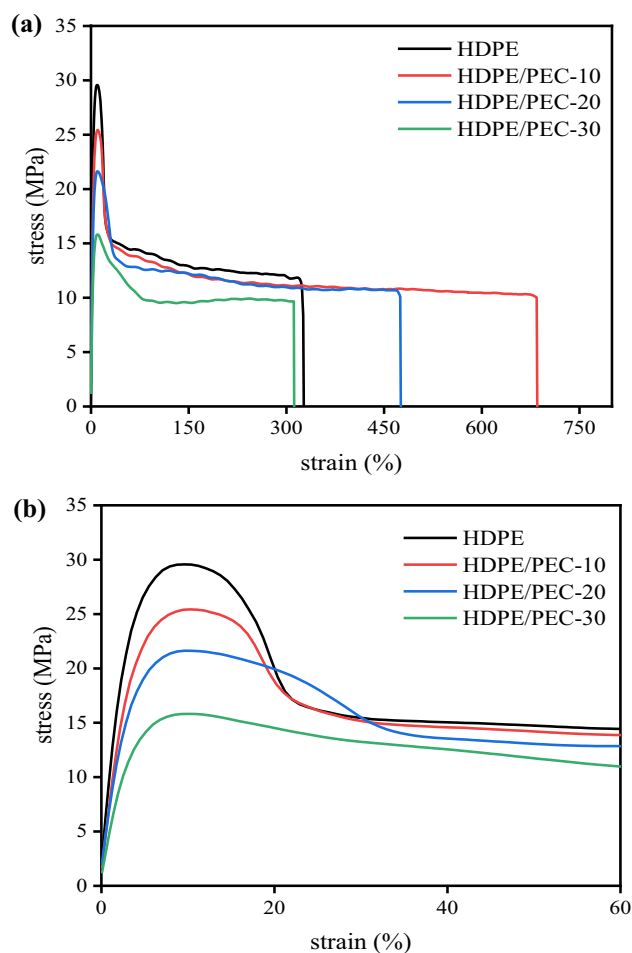 (a)
35
30
25
20
15
10
5
0
stress (MPa)
HDPE
HDPE/PEC-10
HDPE/PEC-20
HDPE/PEC-30
0 150 300 450 600 750
strain (%)
(b)
35
30
25
20
15
10
5
0
stress (MPa)
HDPE
HDPE/PEC-10
HDPE/PEC-20
HDPE/PEC-30
0 20 40 60
strain (%)